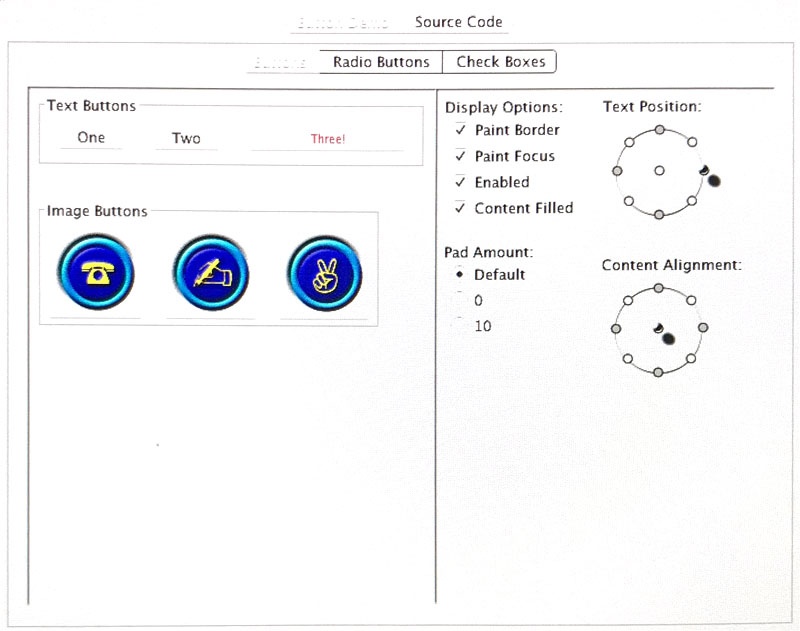 Button Demo Source Code
Buttons Radio Buttons Check Boxes
Text Buttons
One Two Three!
Image Buttons
Display Options:
Paint Border
Paint Focus
Enabled
Content Filled
Pad Amount:
Default
0
10
Text Position:
Content Alignment: